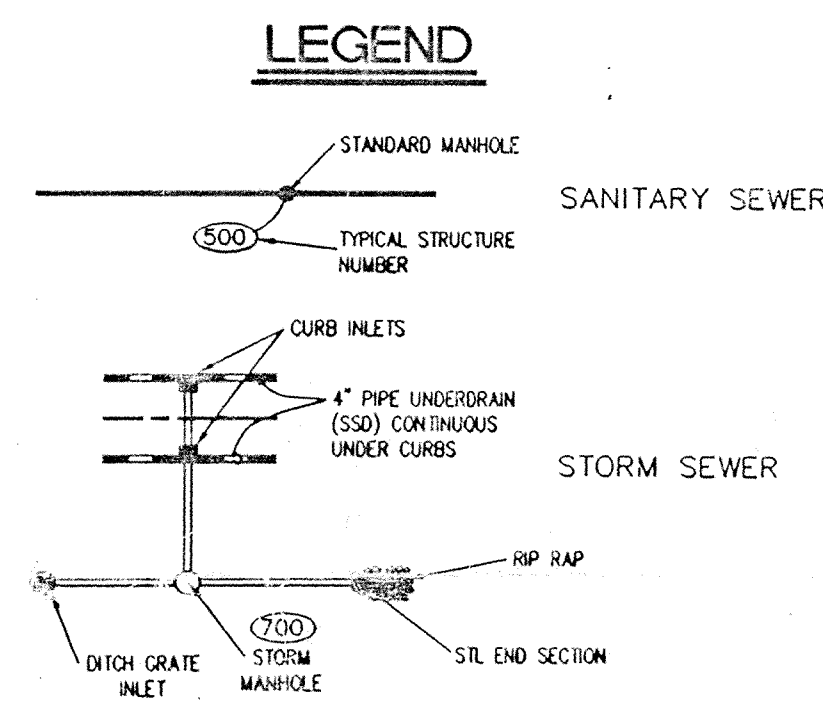 LEGEND
STANDARD MANHOLE
SANITARY SEWER
500
TYPICAL STRUCTURE
NUMBER
CURB INLETS
4" PIPE UNDERDRAIN
(SSD) CONTINUOUS
UNDER CURBS
STORM SEWER
RIP RAP
700
STORM
MANHOLE
DITCH GRATE
INLET
STL END SECTION